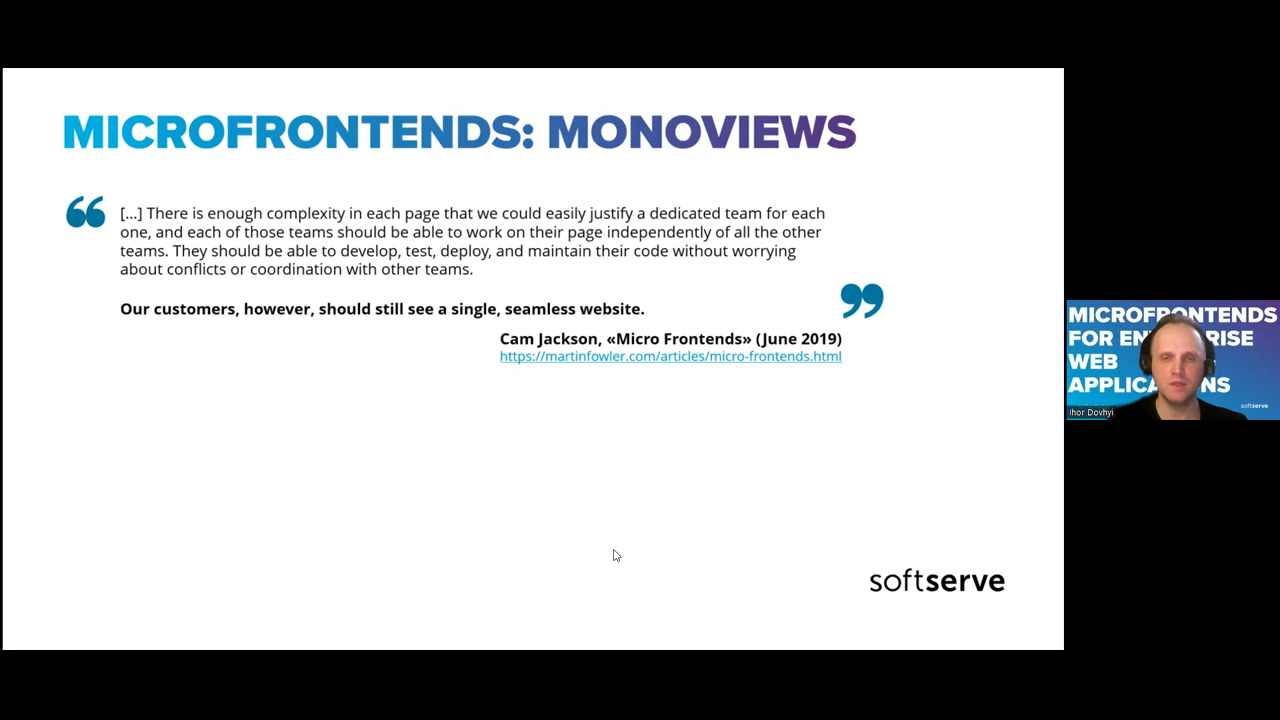 MICROFRONTENDS: MONOVIEWS
“
[...] There is enough complexity in each page that we could easily justify a dedicated team for each
one, and each of those teams should be able to work on their page independently of all the other
teams. They should be able to develop, test, deploy, and maintain their code without worrying
about conflicts or coordination with other teams.
Our customers, however, should still see a single, seamless website.
”
Cam Jackson, «Micro Frontends» (June 2019)
https://martinfowler.com/articles/micro-frontends.html
softserve
MICROFRONTENDS
FOR EN RISE
WEB
APPLICA NS
softserve
Ihor Dovhyi